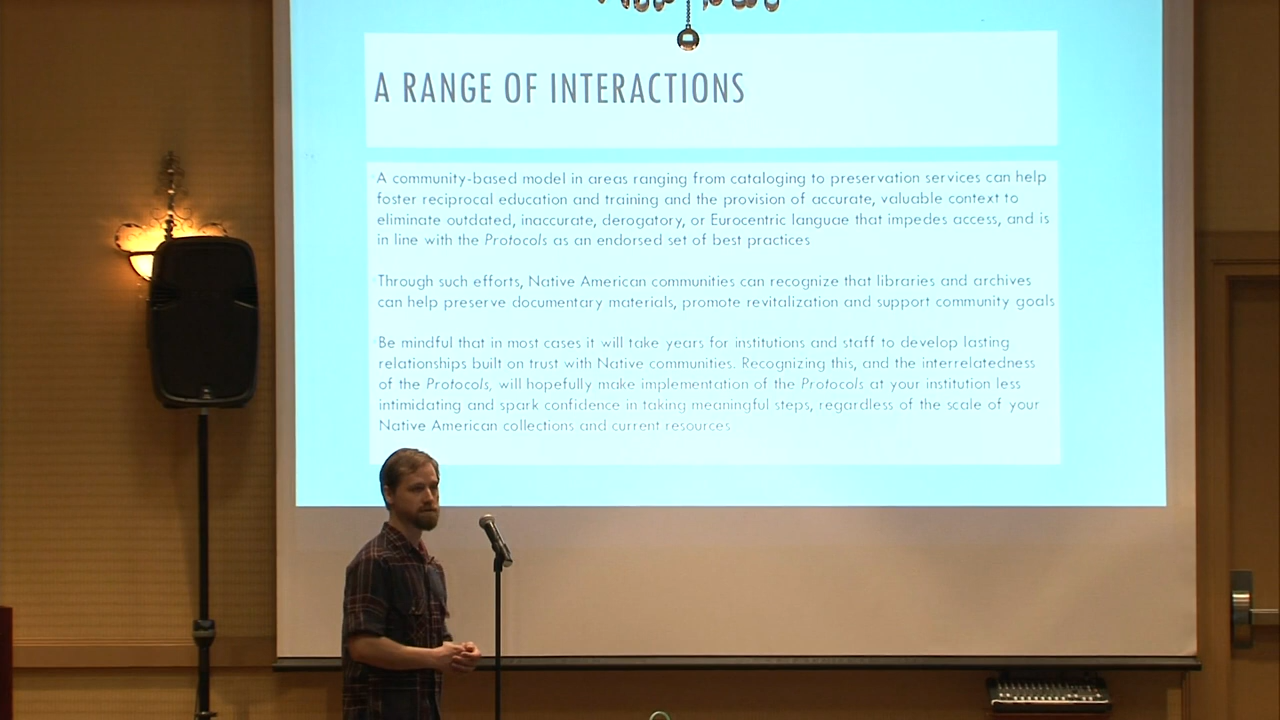 A RANGE OF INTERACTIONS
A community-based model in areas ranging from cataloging to preservation services can help
foster reciprocal education and training and the provision of accurate, valuable context to
eliminate outdated, inaccurate, derogatory, or Eurocentric languae that impedes access, and is
in line with the Protocols as an endorsed set of best practices
Through such efforts, Native American communities can recognize that libraries and archives
can help preserve documentary materials, promote revitalization and support community goals
Be mindful that in most cases it will take years for institutions and staff to develop lasting
relationships built on trust with Native communities. Recognizing this, and the interrelatedness
of the Protocols, will hopefully make implementation of the Protocols at your institution less
intimidating and spark confidence in taking meaningful steps, regardless of the scale of your
Native American collections and current resources